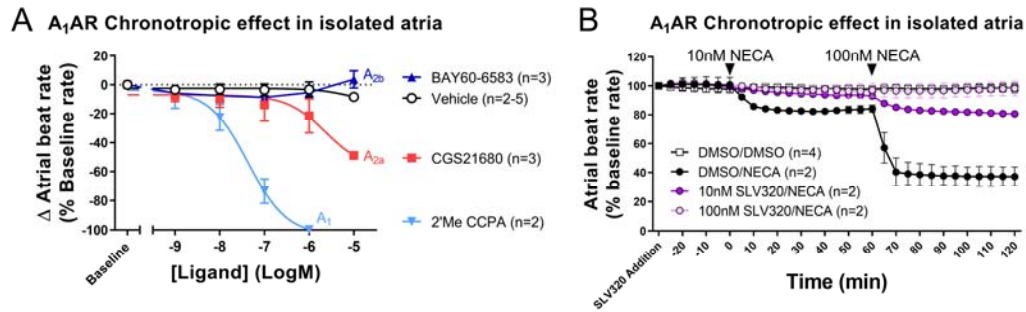 A
A₁AR Chronotropic effect in isolated atria
Δ Atrial beat rate
(% Baseline rate)
20
0
-20
-40
-60
-80
-100
A₂b
A₂a
A₁
BAY60-6583 (n=3)
Vehicle (n=2-5)
CGS21680 (n=3)
2'Me CCPA (n=2)
Baseline
-9 -8 -7 -6 -5
[Ligand] (LogM)
B
A₁AR Chronotropic effect in isolated atria
10nM NECA 100nM NECA
Atrial beat rate
(% baseline rate)
120
100
80
60
40
20
0
DMSO/DMSO (n=4)
DMSO/NECA (n=2)
10nM SLV320/NECA (n=2)
100nM SLV320/NECA (n=2)
SLV320 Addition
-20 -10 0 10 20 30 40 50 60 70 80 90 100 110 120
Time (min)